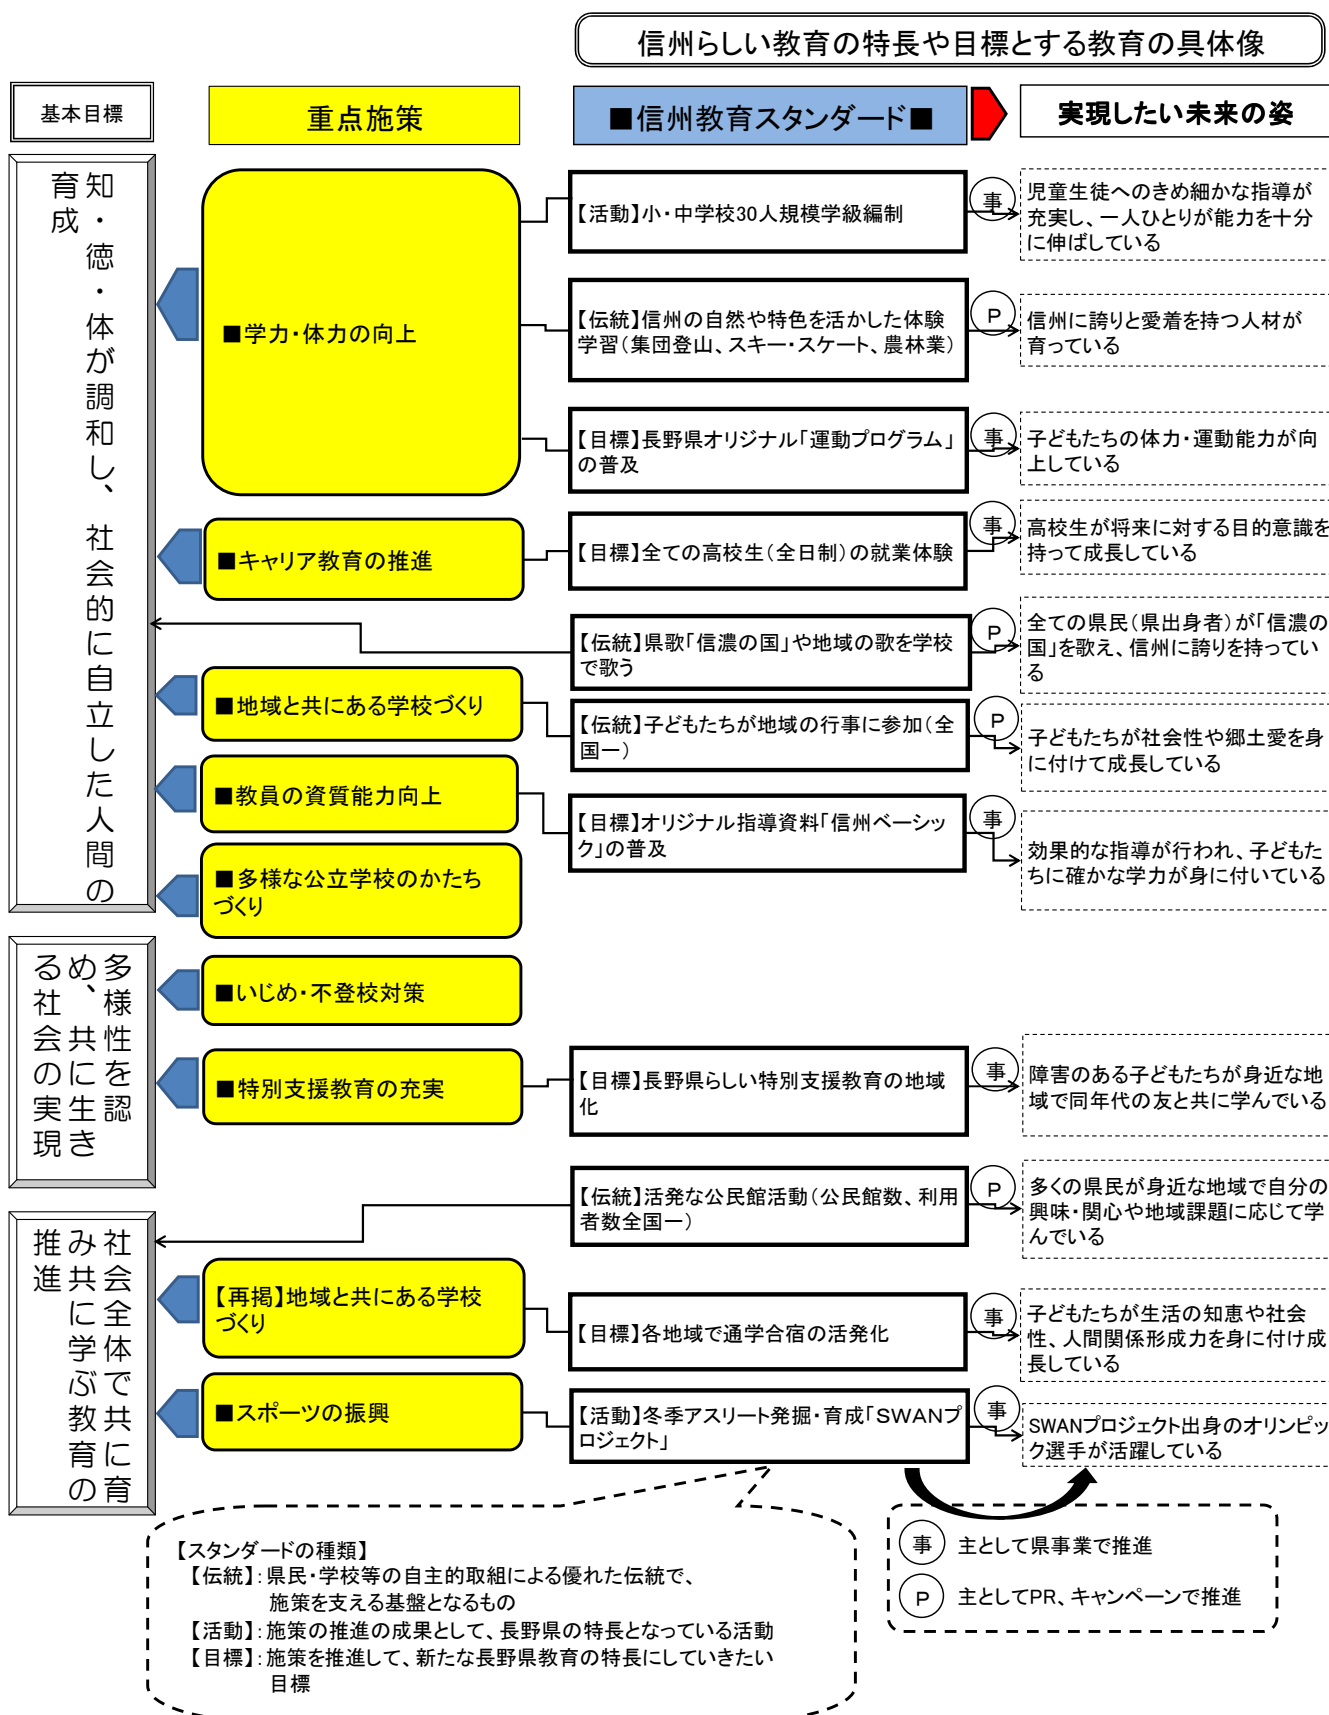 信州らしい教育の特長や目標とする教育の具体像
基本目標
重点施策
■信州教育スタンダード■
実現したい未来の姿
知・徳・体が調和し、社会的に自立した人間の
育成
■学力・体力の向上
【活動】小・中学校30人規模学級編制
事
児童生徒へのきめ細かな指導が
充実し、一人ひとりが能力を十分
に伸ばしている
【伝統】信州の自然や特色を活かした体験
学習（集団登山、スキー・スケート、農林業）
P
信州に誇りと愛着を持つ人材が
育っている
【目標】長野県オリジナル「運動プログラム」
の普及
事
子どもたちの体力・運動能力が向
上している
■キャリア教育の推進
【目標】全ての高校生（全日制）の就業体験
事
高校生が将来に対する目的意識を
持って成長している
【伝統】県歌「信濃の国」や地域の歌を学校
で歌う
P
全ての県民（県出身者）が「信濃の
国」を歌え、信州に誇りを持ってい
る
■地域と共にある学校づくり
【伝統】子どもたちが地域の行事に参加（全
国一）
P
子どもたちが社会性や郷土愛を身
に付けて成長している
■教員の資質能力向上
【目標】オリジナル指導資料「信州ベーシッ
ク」の普及
事
効果的な指導が行われ、子どもた
ちに確かな学力が身に付いている
■多様な公立学校のかたち
づくり
多様性を認
め、共に生き
る社会の実現
■いじめ・不登校対策
■特別支援教育の充実
【目標】長野県らしい特別支援教育の地域
化
事
障害のある子どもたちが身近な地
域で同年代の友と共に学んでいる
【伝統】活発な公民館活動（公民館数、利用
者数全国一）
P
多くの県民が身近な地域で自分の
興味・関心や地域課題に応じて学
んでいる
社会全体で共に育
み共に学ぶ教育の
推進
【再掲】地域と共にある学校
づくり
【目標】各地域で通学合宿の活発化
事
子どもたちが生活の知恵や社会
性、人間関係形成力を身に付け成
長している
■スポーツの振興
【活動】冬季アスリート発掘・育成「ＳＷＡＮプ
ロジェクト」
事
SWANプロジェクト出身のオリンピッ
ク選手が活躍している
【スタンダードの種類】
【伝統】：県民・学校等の自主的取組による優れた伝統で、
施策を支える基盤となるもの
【活動】：施策の推進の成果として、長野県の特長となっている活動
【目標】：施策を推進して、新たな長野県教育の特長にしていきたい
目標
事 主として県事業で推進
P 主としてPR、キャンペーンで推進